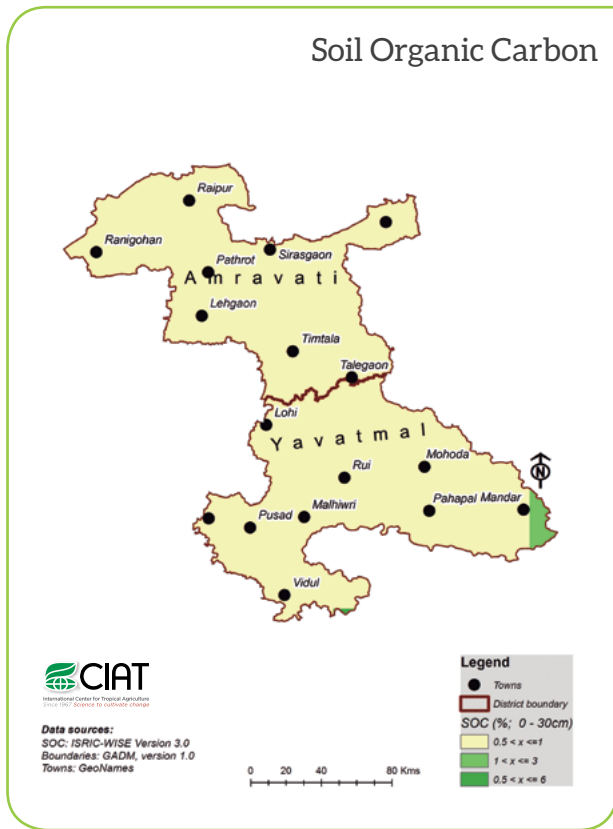 Soil Organic Carbon
Raipur
Ranigohan
Sirasgaon
Pathrot
Amravati
Lehgaon
Timtala
Talegaon
Lohi
Yavatmal
Mohoda
Rui
N
Pahapal Mandar
Malhiwri
Pusad
Vidul
CIAT
International Center for Tropical Agriculture
Since 1967 Science to cultivate change
Data sources:
SOC: ISRIC-WISE Version 3.0
Boundaries: GADM, version 1.0
Towns: GeoNames
0 20 40 80 Kms
Legend
Towns
District boundary
SOC (%; 0 - 30cm)
0.5 < x <=1
1 < x <= 3
0.5 < x <= 6